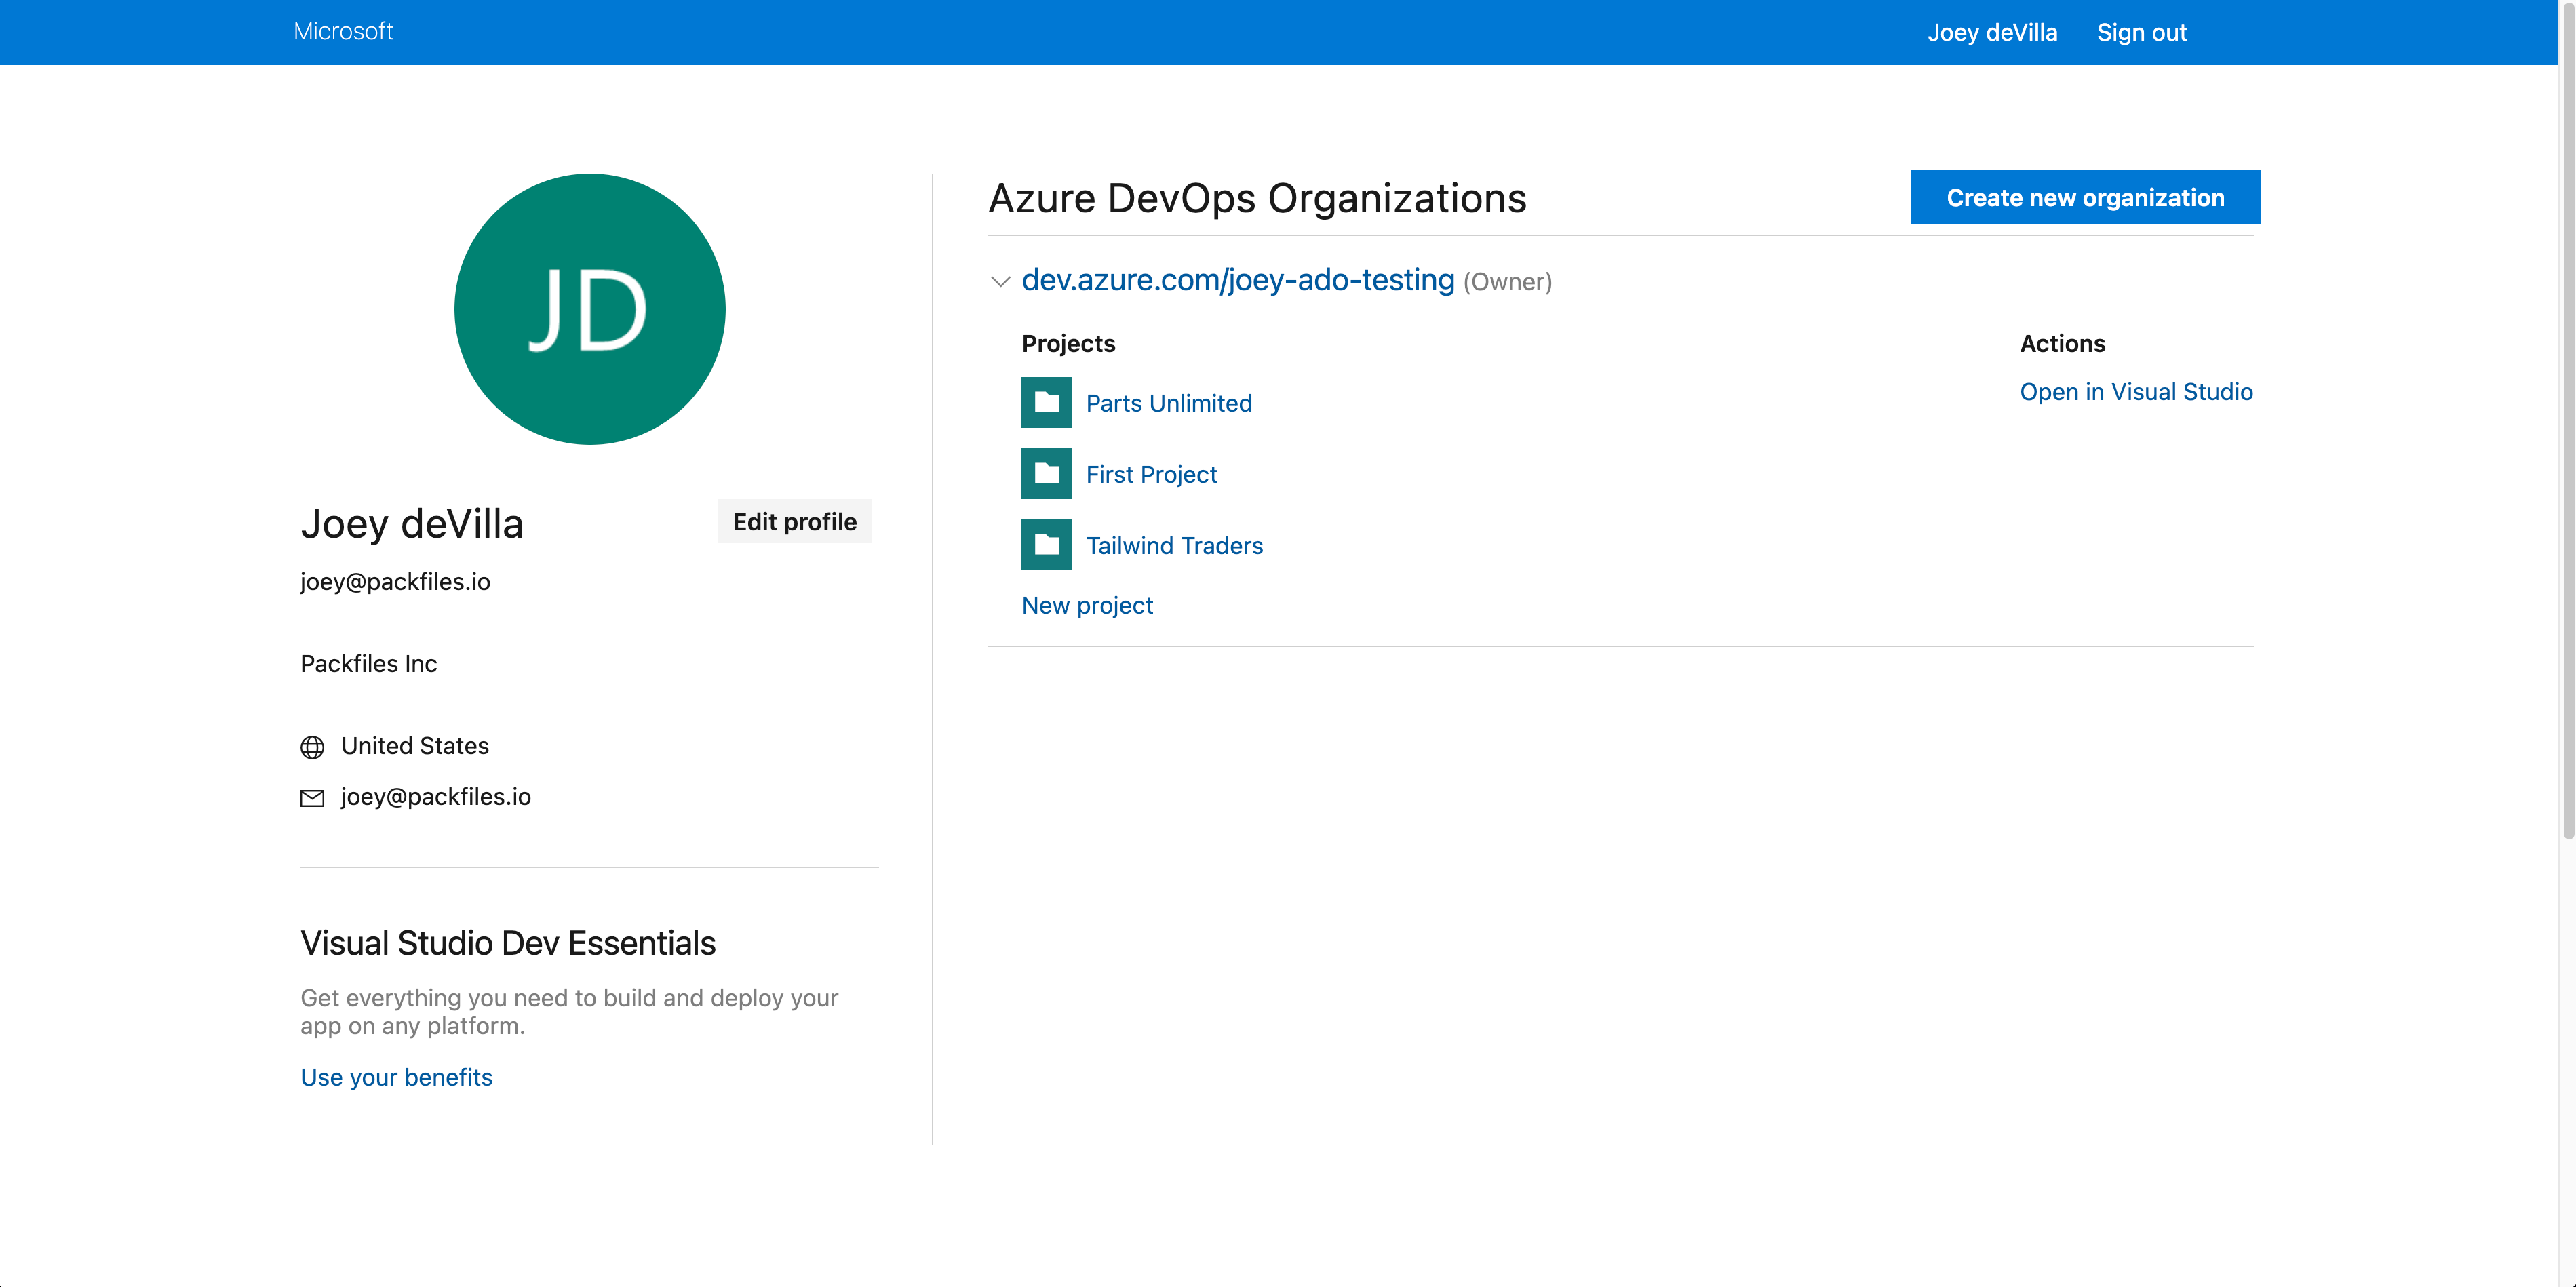 Microsoft
Joey deVilla
Sign out
JD
Joey deVilla
Edit profile
joey@packfiles.io
Packfiles Inc
United States
joey@packfiles.io
Visual Studio Dev Essentials
Get everything you need to build and deploy your
app on any platform.
Use your benefits
Azure DevOps Organizations
Create new organization
dev.azure.com/joey-ado-testing (Owner)
Projects
Actions
Parts Unlimited
Open in Visual Studio
First Project
Tailwind Traders
New project